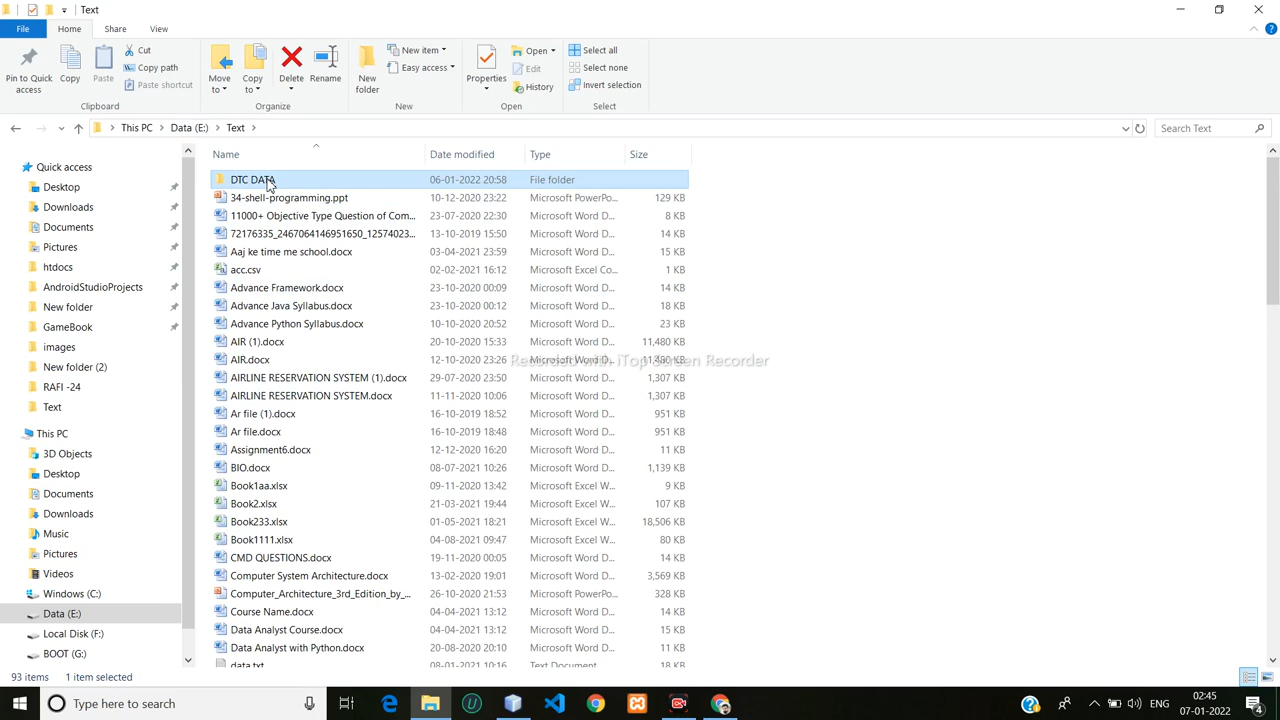 Text
File Home Share View
Pin to Quick access
Copy
Paste
Cut
Copy path
Paste shortcut
Clipboard
Move to
Copy to
Delete
Rename
Organize
New folder
New item
Easy access
New
Properties
Open
Edit
History
Open
Select all
Select none
Invert selection
Select
This PC > Data (E:) > Text >
Search Text
Quick access
Desktop
Downloads
Documents
Pictures
htdocs
AndroidStudioProjects
New folder
GameBook
images
New folder (2)
RAFI -24
Text
This PC
3D Objects
Desktop
Documents
Downloads
Music
Pictures
Videos
Windows (C:)
Data (E:)
Local Disk (F:)
BOOT (G:)
Name Date modified Type Size
DTC DATA 06-01-2022 20:58 File folder
34-shell-programming.ppt 10-12-2020 23:22 Microsoft PowerPo... 129 KB
11000+ Objective Type Question of Com... 23-07-2020 22:30 Microsoft Word D... 8 KB
72176335_2467064146951650_12574023... 13-10-2019 15:50 Microsoft Word D... 14 KB
Aaj ke time me school.docx 03-04-2021 23:59 Microsoft Word D... 15 KB
acc.csv 02-02-2021 16:12 Microsoft Excel Co... 1 KB
Advance Framework.docx 23-10-2020 00:09 Microsoft Word D... 14 KB
Advance Java Syllabus.docx 23-10-2020 00:12 Microsoft Word D... 18 KB
Advance Python Syllabus.docx 10-10-2020 20:52 Microsoft Word D... 23 KB
AIR (1).docx 20-10-2020 15:33 Microsoft Word D... 11,480 KB
AIR.docx 12-10-2020 23:26 Microsoft Word D... 11,480 KB
Recorded with iTop Screen Recorder
AIRLINE RESERVATION SYSTEM (1).docx 29-07-2020 23:50 Microsoft Word D... 1,307 KB
AIRLINE RESERVATION SYSTEM.docx 11-11-2020 10:06 Microsoft Word D... 1,307 KB
Ar file (1).docx 16-10-2019 18:52 Microsoft Word D... 951 KB
Ar file.docx 16-10-2019 18:48 Microsoft Word D... 951 KB
Assignment6.docx 12-12-2020 16:20 Microsoft Word D... 11 KB
BIO.docx 08-07-2021 10:26 Microsoft Word D... 1,139 KB
Book1aa.xlsx 09-11-2020 13:42 Microsoft Excel W... 9 KB
Book2.xlsx 21-03-2021 19:44 Microsoft Excel W... 107 KB
Book233.xlsx 01-05-2021 18:21 Microsoft Excel W... 18,506 KB
Book1111.xlsx 04-08-2021 09:47 Microsoft Excel W... 80 KB
CMD QUESTIONS.docx 19-11-2020 00:05 Microsoft Word D... 14 KB
Computer System Architecture.docx 13-02-2020 19:01 Microsoft Word D... 3,569 KB
Computer_Architecture_3rd_Edition_by_... 26-10-2020 21:53 Microsoft PowerPo... 328 KB
Course Name.docx 04-04-2021 13:12 Microsoft Word D... 14 KB
Data Analyst Course.docx 04-04-2021 13:12 Microsoft Word D... 15 KB
Data Analyst with Python.docx 20-08-2020 20:10 Microsoft Word D... 11 KB
data.txt 08-01-2021 10:16 Text Document 18 KB
93 items 1 item selected
Type here to search
02:45
07-01-2022
4